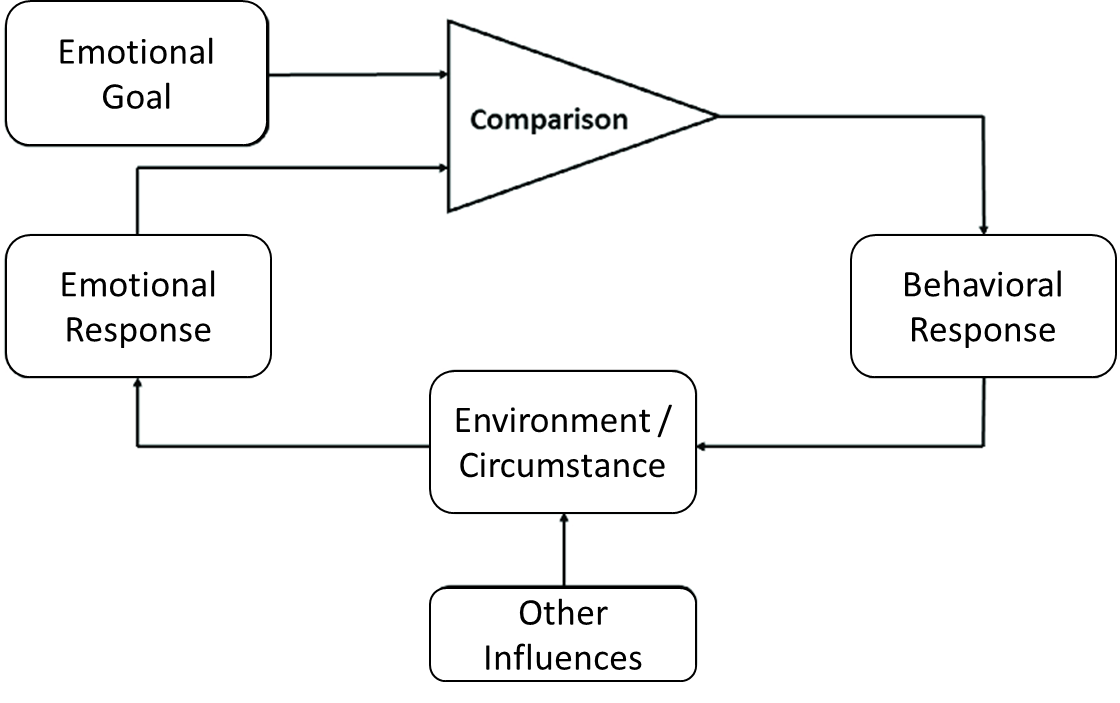 Emotional
Goal
Comparison
Emotional
Response
Behavioral
Response
Environment /
Circumstance
Other
Influences